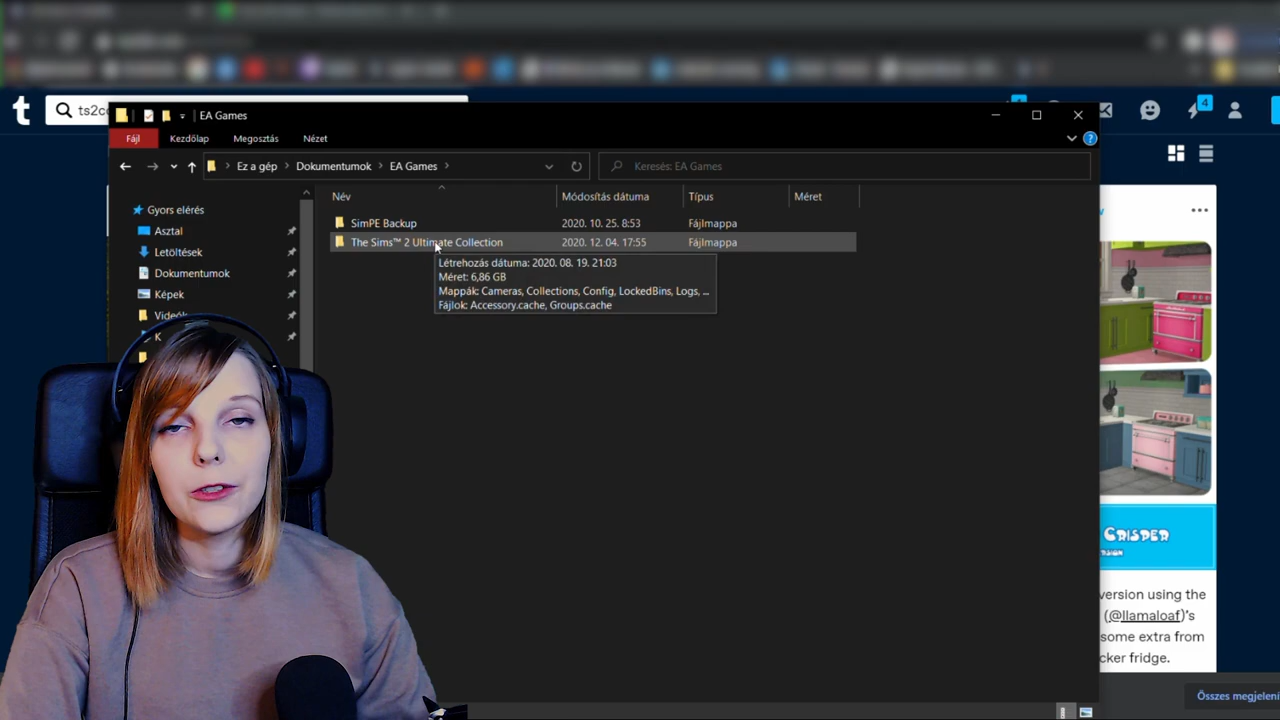 t
ts2c
4
EA Games
Fájl
Kezdőlap
Megosztás
Nézet
Ez a gép
Dokumentumok
EA Games
Keresés: EA Games
Név
Módosítás dátuma
Típus
Méret
Gyors elérés
Asztal
Letöltések
Dokumentumok
Képek
Videók
K
SimPE Backup
2020. 10. 25. 8:53
Fájlmappa
The Sims™ 2 Ultimate Collection
2020. 12. 04. 17:55
Fájlmappa
Létrehozás dátuma: 2020. 08. 19. 21:03
Méret: 6,86 GB
Mappák: Cameras, Collections, Config, LockedBins, Logs, ...
Fájlok: Accessory.cache, Groups.cache
CRISPER
version using the
(@llamaloaf)'s
some extra from
cker fridge.
Összes megjelení